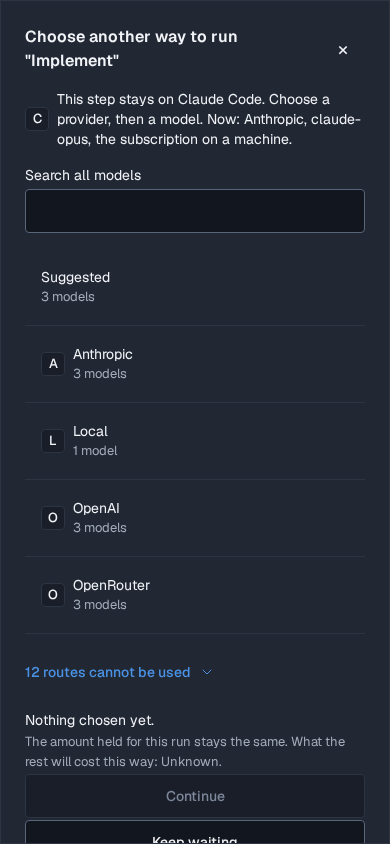 Choose another way to run
"Implement"
×
C
This step stays on Claude Code. Choose a
provider, then a model. Now: Anthropic, claude-
opus, the subscription on a machine.
Search all models
Suggested
3 models
A
Anthropic
3 models
L
Local
1 model
O
OpenAI
3 models
O
OpenRouter
3 models
12 routes cannot be used
Nothing chosen yet.
The amount held for this run stays the same. What the
rest will cost this way: Unknown.
Continue
Keep waiting